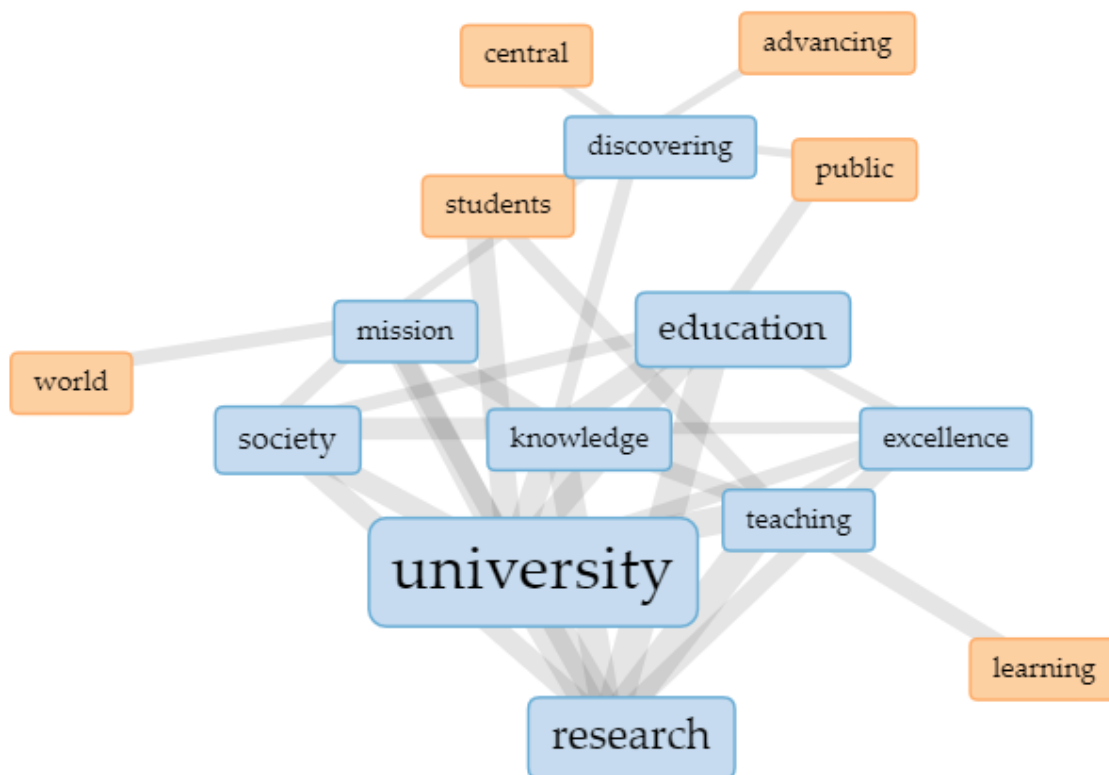 advancing
central
discovering
public
students
education
mission
world
society
knowledge
excellence
teaching
university
learning
research